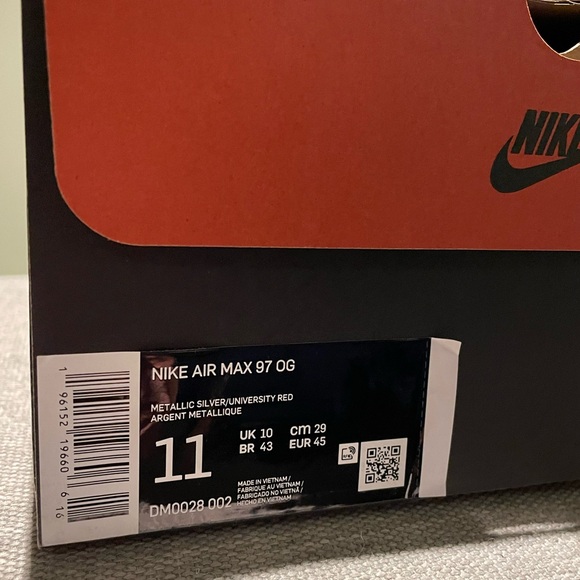 NIKE
NIKE AIR MAX 97 OG
METALLIC SILVER/UNIVERSITY RED
ARGENT METALLIQUE
11
UK 10 cm 29
BR 43 EUR 45
MADE IN VIETNAM /
FABRIQUE AU VIETNAM /
FABRICADO NO VIETNÃ /
HECHO EN VIETNAM
DM0028 002
1 96152 19660 6 16